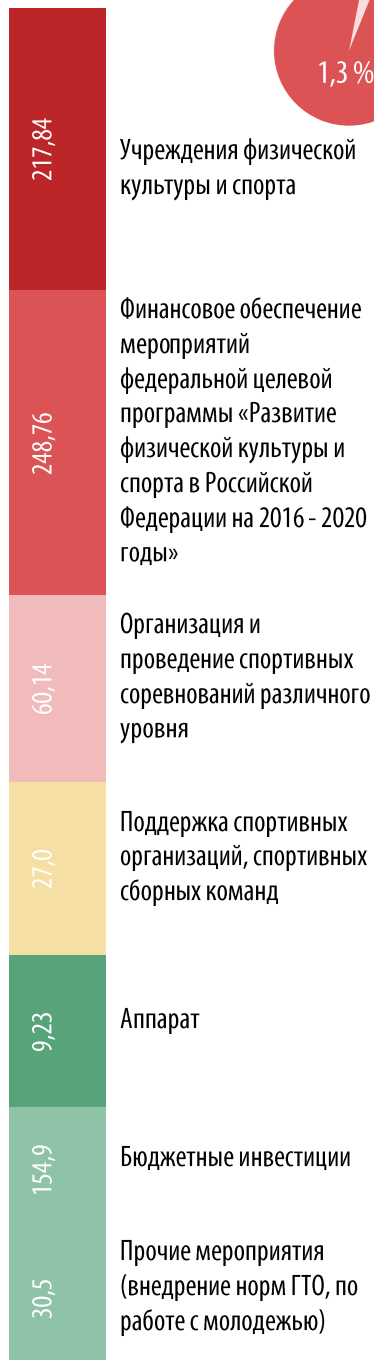 1,3 %
217,84
Учреждения физической
культуры и спорта
248,76
Финансовое обеспечение
мероприятий
федеральной целевой
программы «Развитие
физической культуры и
спорта в Российской
Федерации на 2016 - 2020
годы»
60,14
Организация и
проведение спортивных
соревнований различного
уровня
27,0
Поддержка спортивных
организаций, спортивных
сборных команд
9,23
Аппарат
154,9
Бюджетные инвестиции
30,5
Прочие мероприятия
(внедрение норм ГТО, по
работе с молодежью)